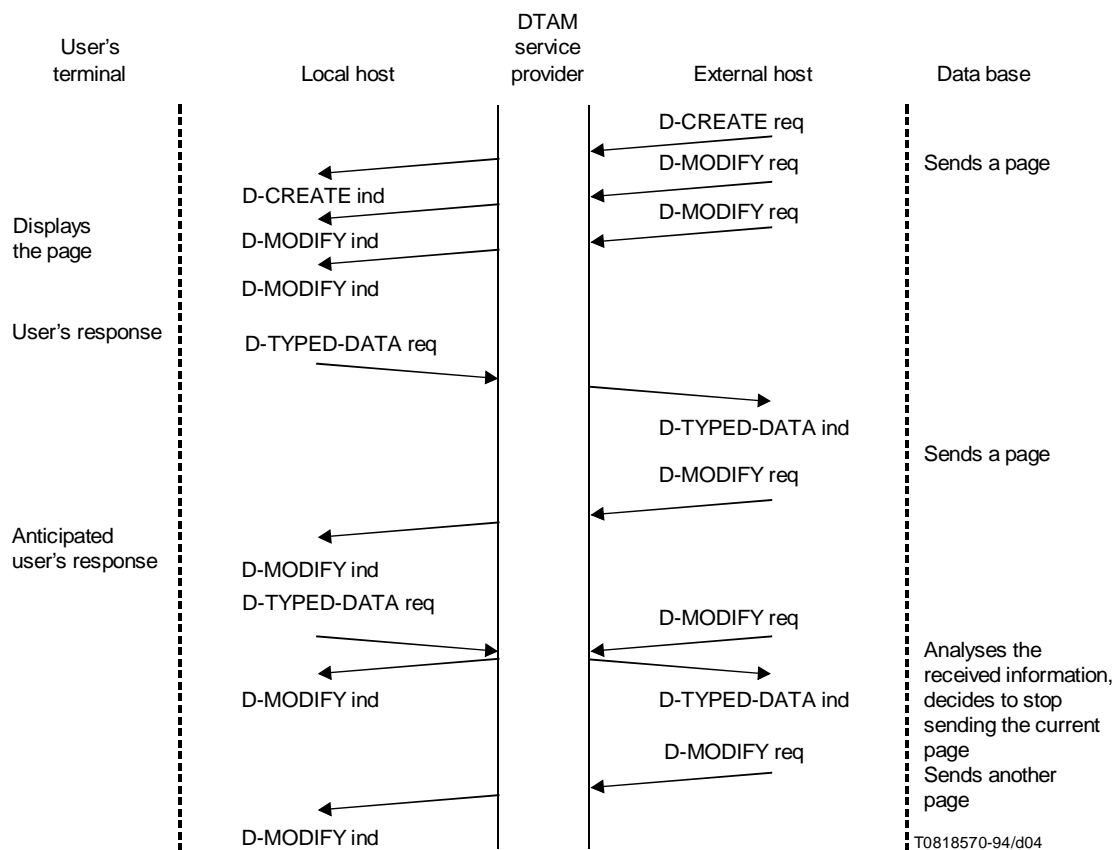 DTAM
service
provider
User's
terminal
Local host
External host
Data base
D-CREATE req
D-MODIFY req
Sends a page
D-CREATE ind
D-MODIFY req
Displays
the page
D-MODIFY ind
D-MODIFY ind
User's response
D-TYPED-DATA req
D-TYPED-DATA ind
Sends a page
D-MODIFY req
Anticipated
user's response
D-MODIFY ind
D-TYPED-DATA req
D-MODIFY req
Analyses the
received information,
decides to stop
sending the current
page
D-MODIFY ind
D-TYPED-DATA ind
D-MODIFY req
Sends another
page
D-MODIFY ind
T0818570-94/d04